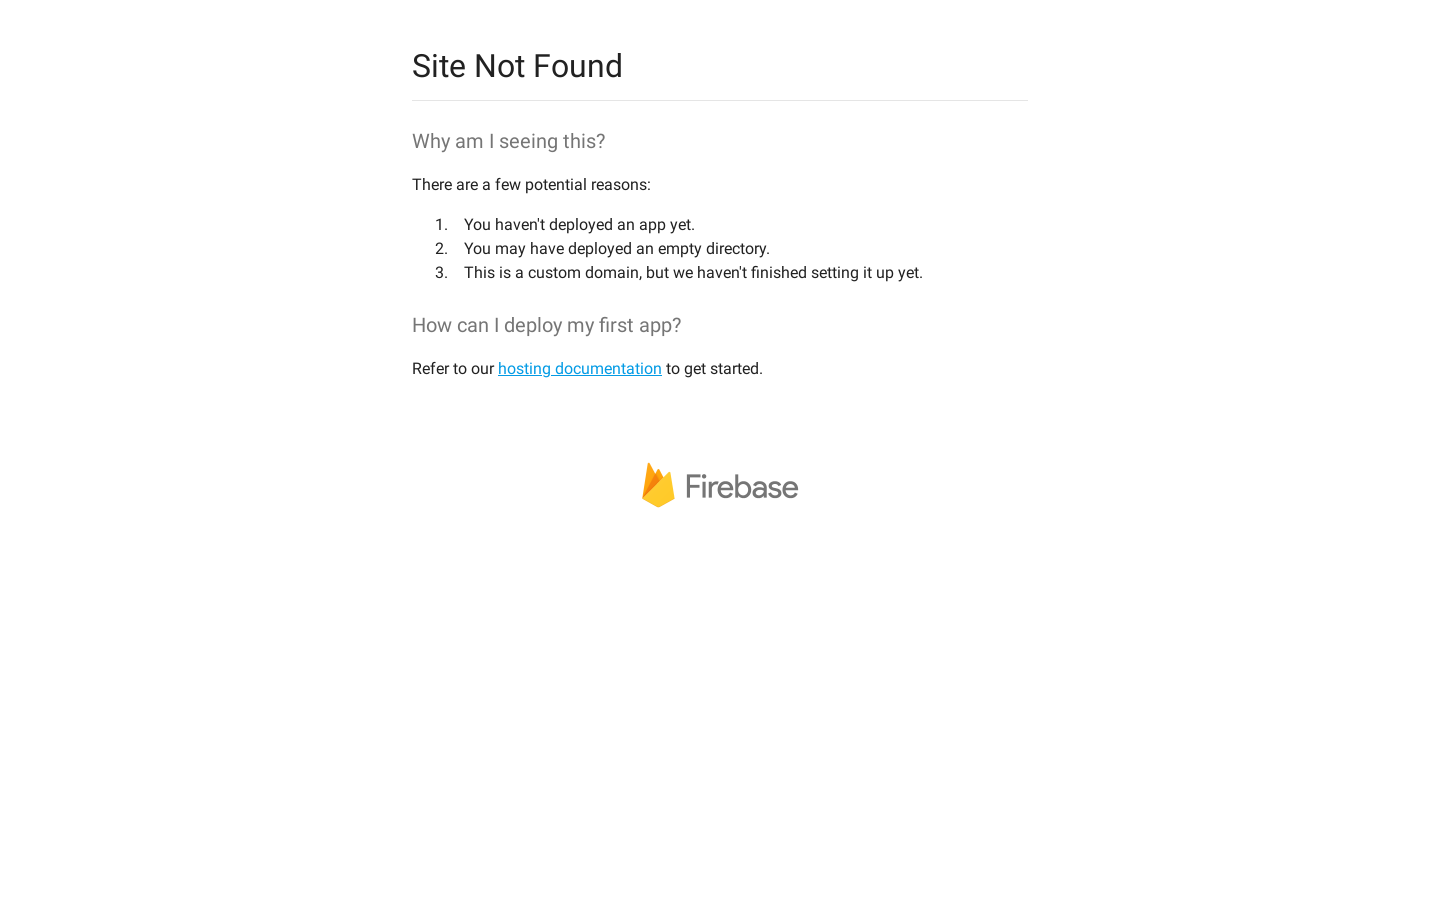 Site Not Found
Why am I seeing this?
There are a few potential reasons:
1. You haven't deployed an app yet.
2. You may have deployed an empty directory.
3. This is a custom domain, but we haven't finished setting it up yet.
How can I deploy my first app?
Refer to our hosting documentation to get started.
Firebase